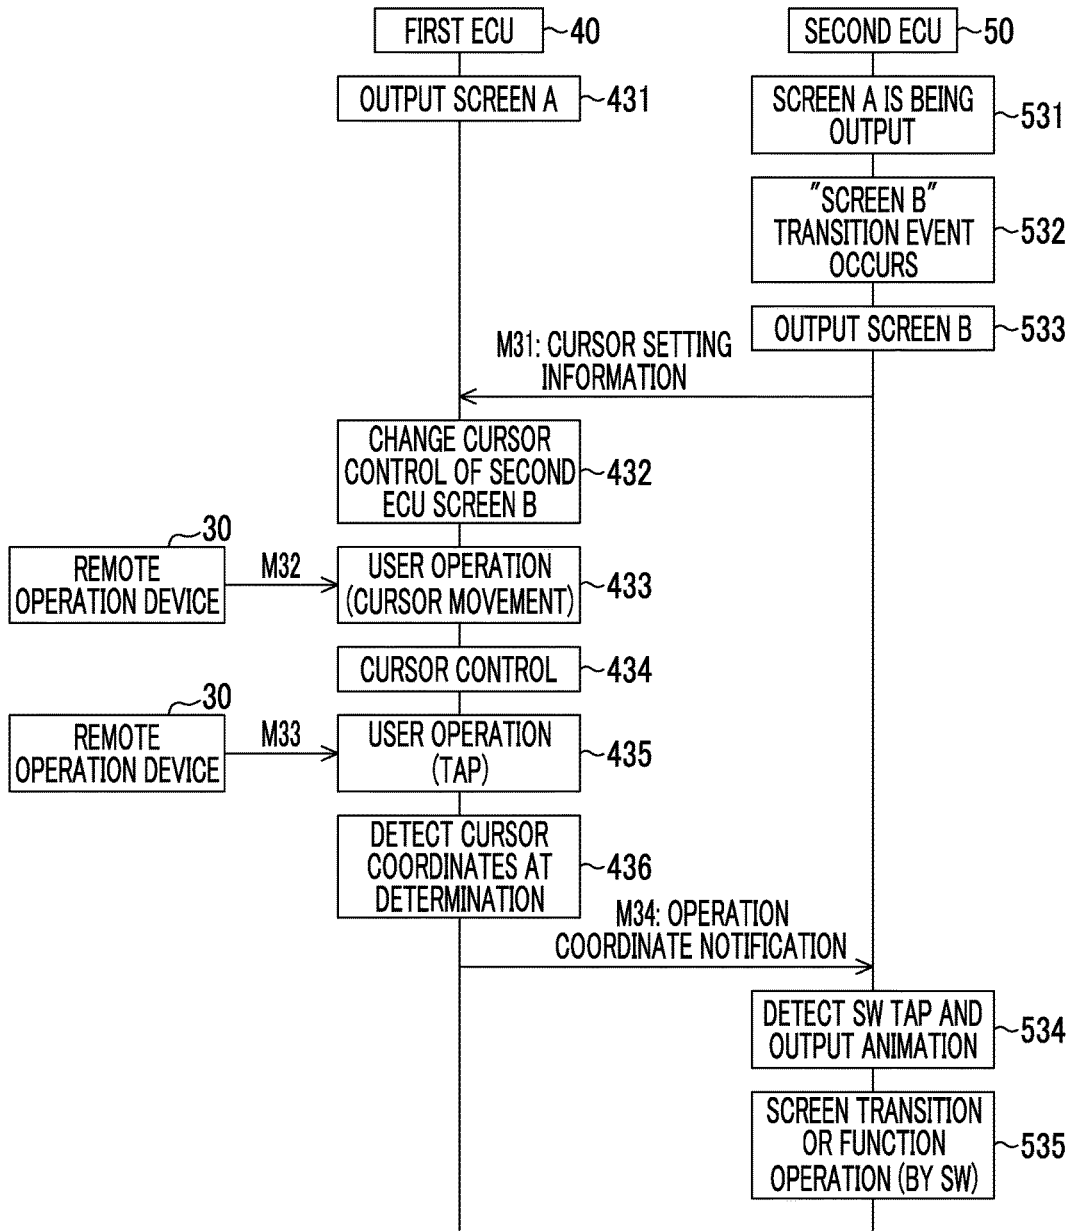 FIRST ECU
40
SECOND ECU
50
OUTPUT SCREEN A
431
SCREEN A IS BEING
OUTPUT
531
"SCREEN B"
TRANSITION EVENT
OCCURS
532
OUTPUT SCREEN B
533
M31: CURSOR SETTING
INFORMATION
CHANGE CURSOR
CONTROL OF SECOND
ECU SCREEN B
432
30
REMOTE
OPERATION DEVICE
M32
USER OPERATION
(CURSOR MOVEMENT)
433
CURSOR CONTROL
434
30
REMOTE
OPERATION DEVICE
M33
USER OPERATION
(TAP)
435
DETECT CURSOR
COORDINATES AT
DETERMINATION
436
M34: OPERATION
COORDINATE NOTIFICATION
DETECT SW TAP AND
OUTPUT ANIMATION
534
SCREEN TRANSITION
OR FUNCTION
OPERATION (BY SW)
535